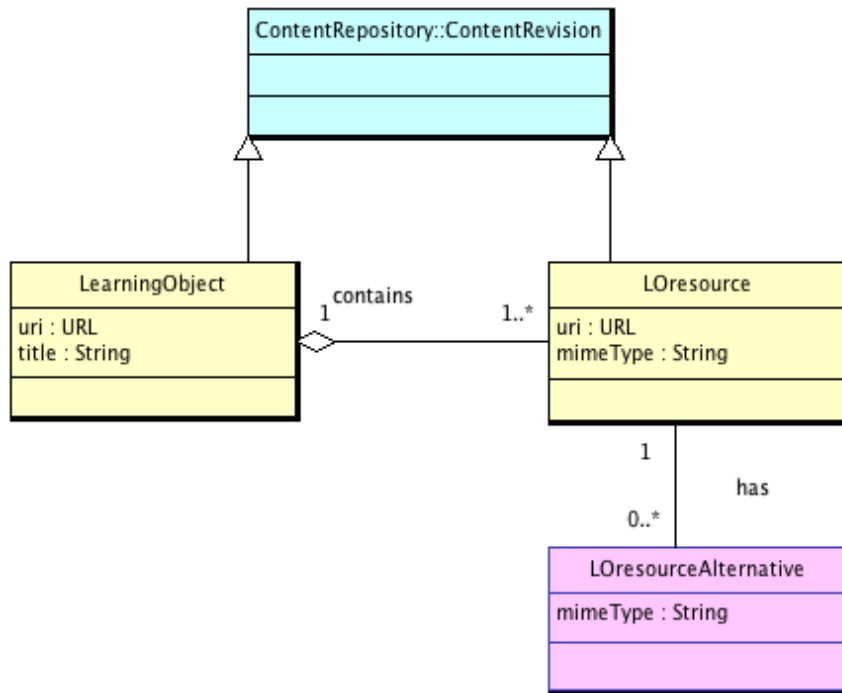 ContentRepository::ContentRevision
LearningObject
uri : URL
title : String
contains
1
1..*
LOresource
uri : URL
mimeType : String
1
has
0..*
LOresourceAlternative
mimeType : String